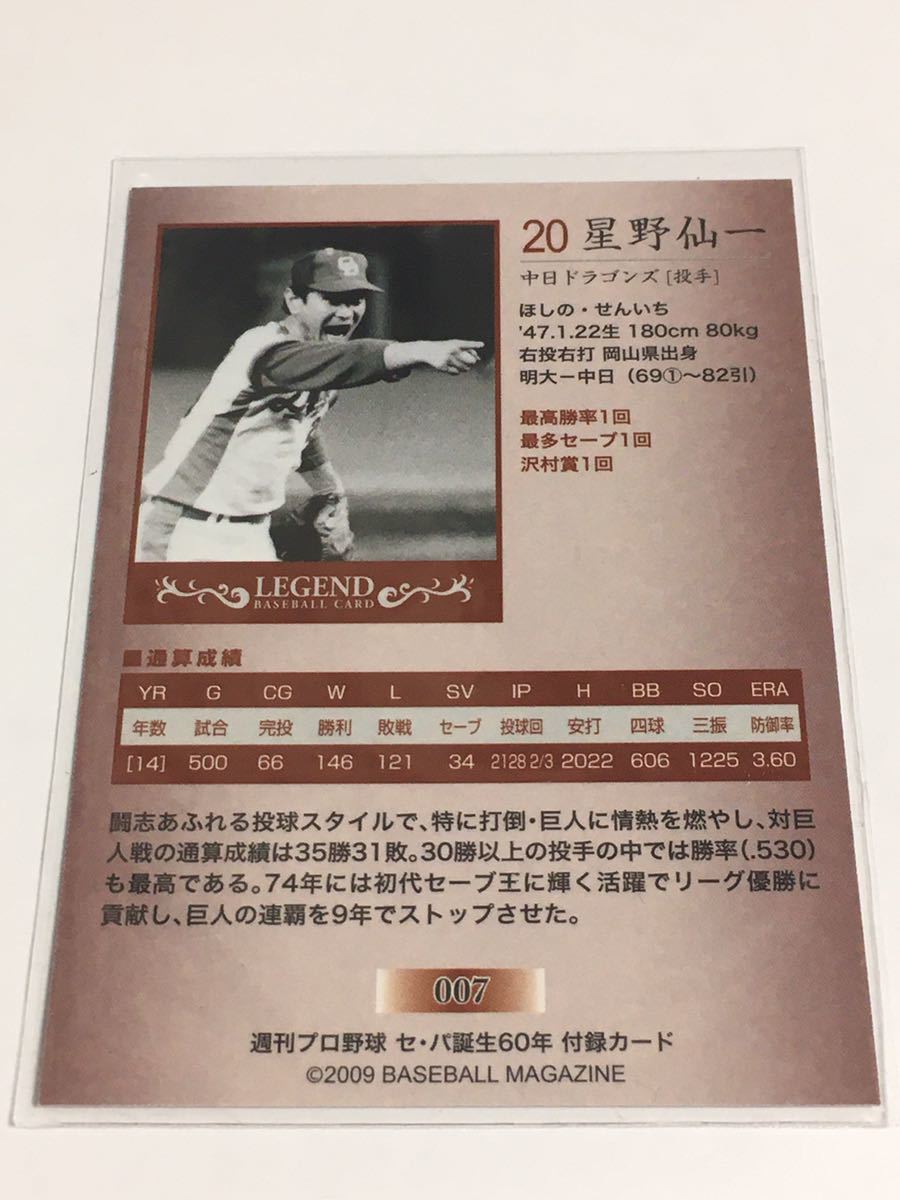 20 星野仙一
中日ドラゴンズ [投手]
ほしの・せんいち
'47.1.22生 180cm 80kg
右投右打 岡山県出身
明大ー中日（69①〜82引）
最高勝率1回
最多セーブ1回
沢村賞1回
CD
LEGEND
BASEBALL CARD
■通算成績
YR G CG W L SV IP H BB SO ERA
年数 試合 完投 勝利 敗戦 セーブ 投球回 安打 四球 三振 防御率
[14] 500 66 146 121 34 2128 2/3 2022 606 1225 3.60
闘志あふれる投球スタイルで、特に打倒・巨人に情熱を燃やし、対巨
人戦の通算成績は35勝31敗。30勝以上の投手の中では勝率(.530)
も最高である。74年には初代セーブ王に輝く活躍でリーグ優勝に
貢献し、巨人の連覇を9年でストップさせた。
007
週刊プロ野球 セ・パ誕生60年 付録カード
©2009 BASEBALL MAGAZINE